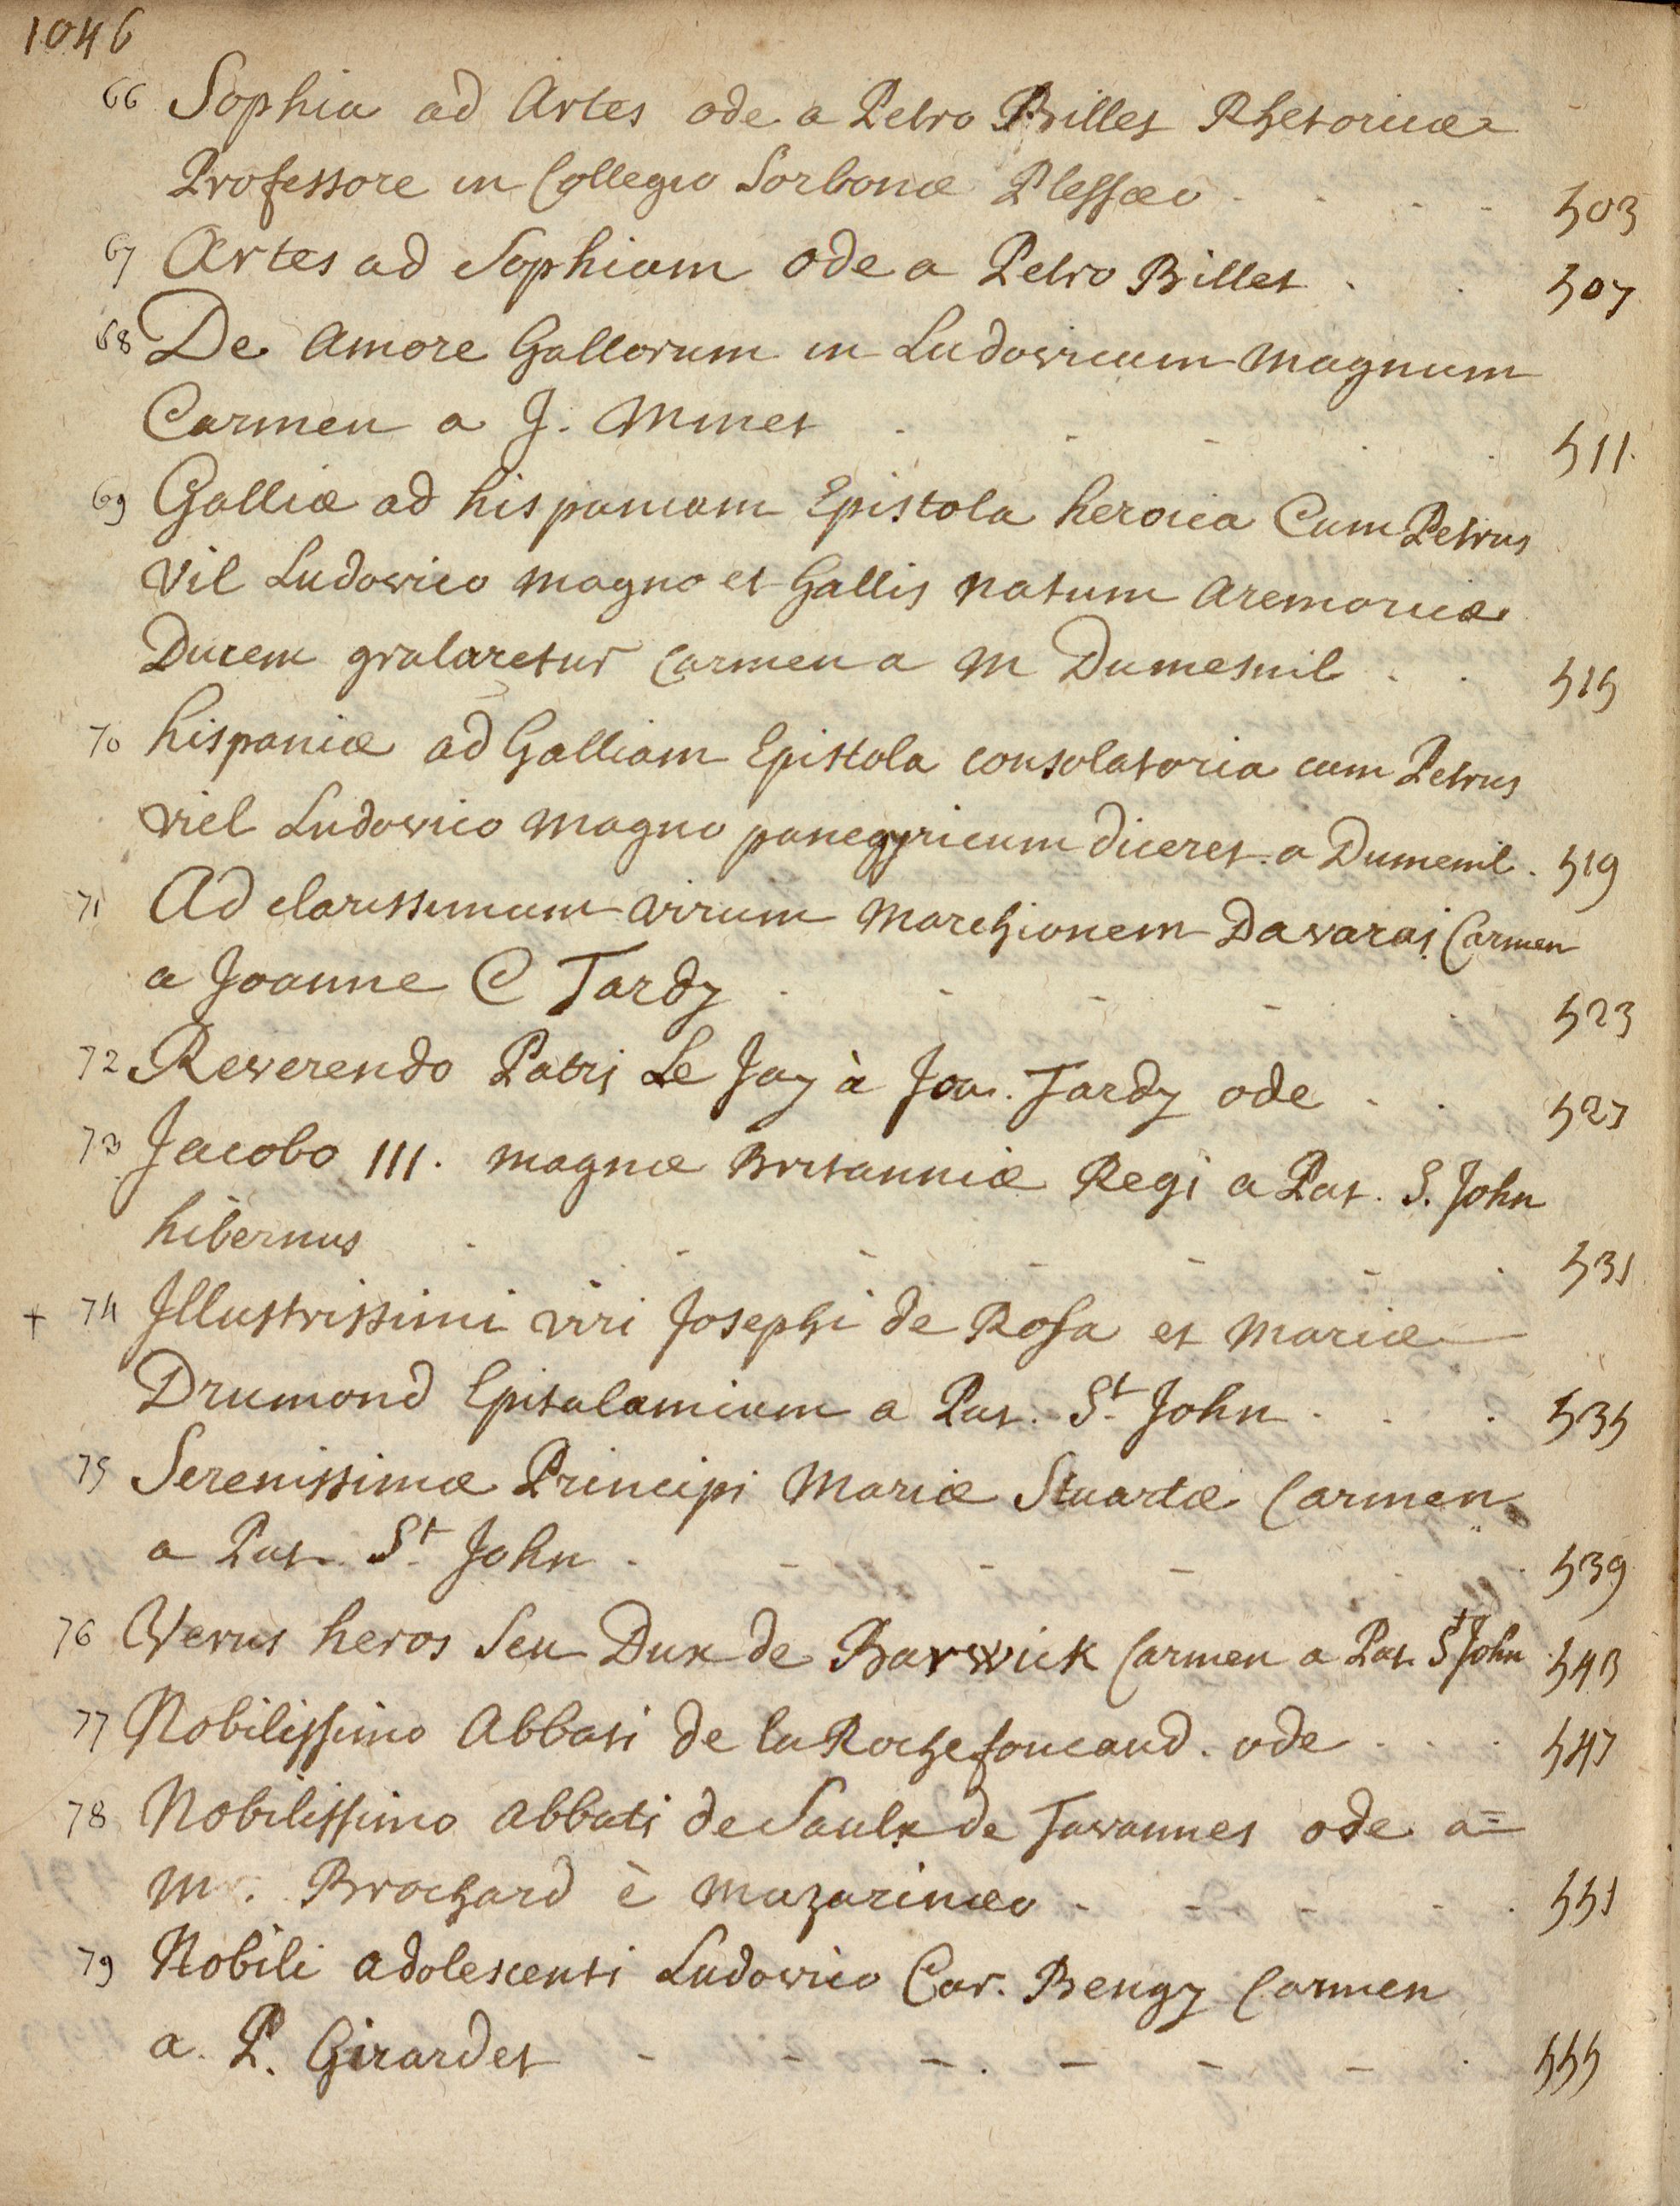 1046
66 Sophia ad Artes ode a Petro Billet Rhetoricæ
Professore in Collegio Sorbonæ Plessæo . . . . 503
67 Artes ad Sophiam ode a Petro Billet . . 507
68 De Amore Gallorum in Ludovicum magnum
Carmen a J. Minet . . . . . 511.
69 Galliæ ad hispaniam Epistola heroica Cum Petrus
Vil Ludovico magno et Gallis natum Aremoricæ
Ducem gralaretur Carmen a M Dumesnil . . 515
70 hispaniæ ad Galliam Epistola consolatoria cum Petrus
viel Ludovico magno panegyricum diceret a Dumenil . 519
71 Ad clarissimum virum Marchionem Davarai Carmen
a Joanne C Tardy . . . . . 523
72 Reverendo Patri Le Jay à Joa. Tardy ode . . 527
73 Jacobo III. magnæ Britanniæ Regi a Pat. S. John
hibernus . . . . . . . 531
+ 74 Illustrissimi viri Josephi de Rosa et Mariæ
Drumond Epitalamium a Pat. St. John . . . 535
75 Serenissimæ Principi Mariæ Stuartæ Carmen
a Pat. St. John . . . . . . 539
76 Verus heros seu Dux de Barwick Carmen a Pat. St John . 543
77 Nobilissimo Abbati de la Rochefoucaud . ode . . . 547
78 Nobilissimo abbati de Saulx de Tavannes ode a=
Mr. Brochard è Mazarinæo . . . . . 551
79 Nobili adolescenti Ludovico Car. Bengy Carmen
a. P. Girardet - - - . - - - . 555